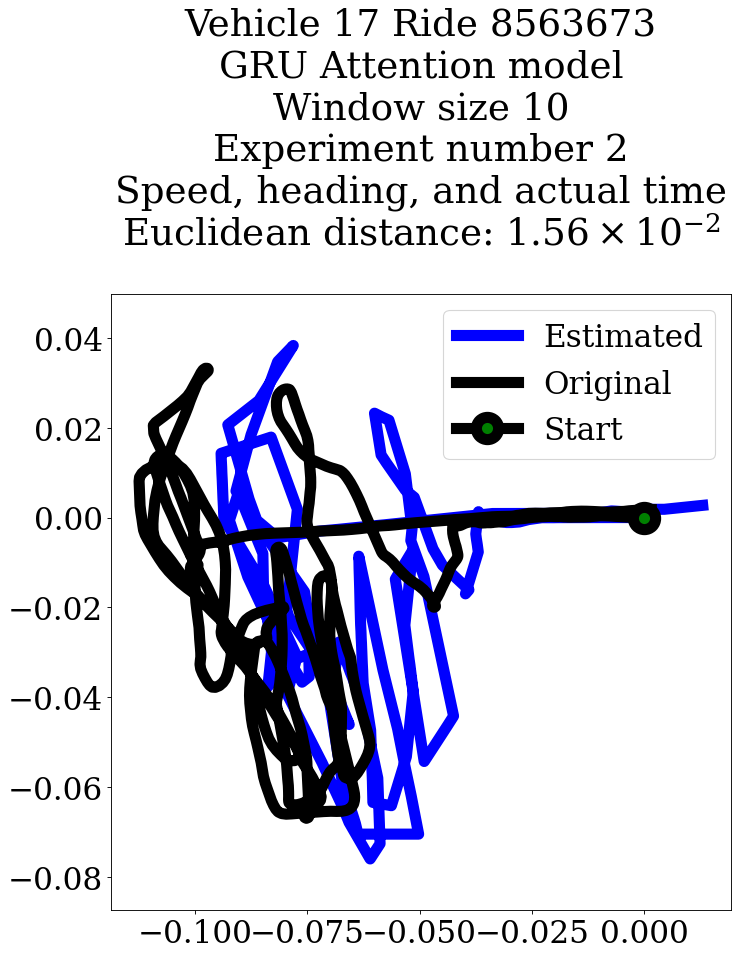 Vehicle 17 Ride 8563673
GRU Attention model
Window size 10
Experiment number 2
Speed, heading, and actual time
Euclidean distance: 1.56 × 10⁻²
Estimated
Original
Start
0.04
0.02
0.00
−0.02
−0.04
−0.06
−0.08
−0.100 −0.075 −0.050 −0.025 0.000